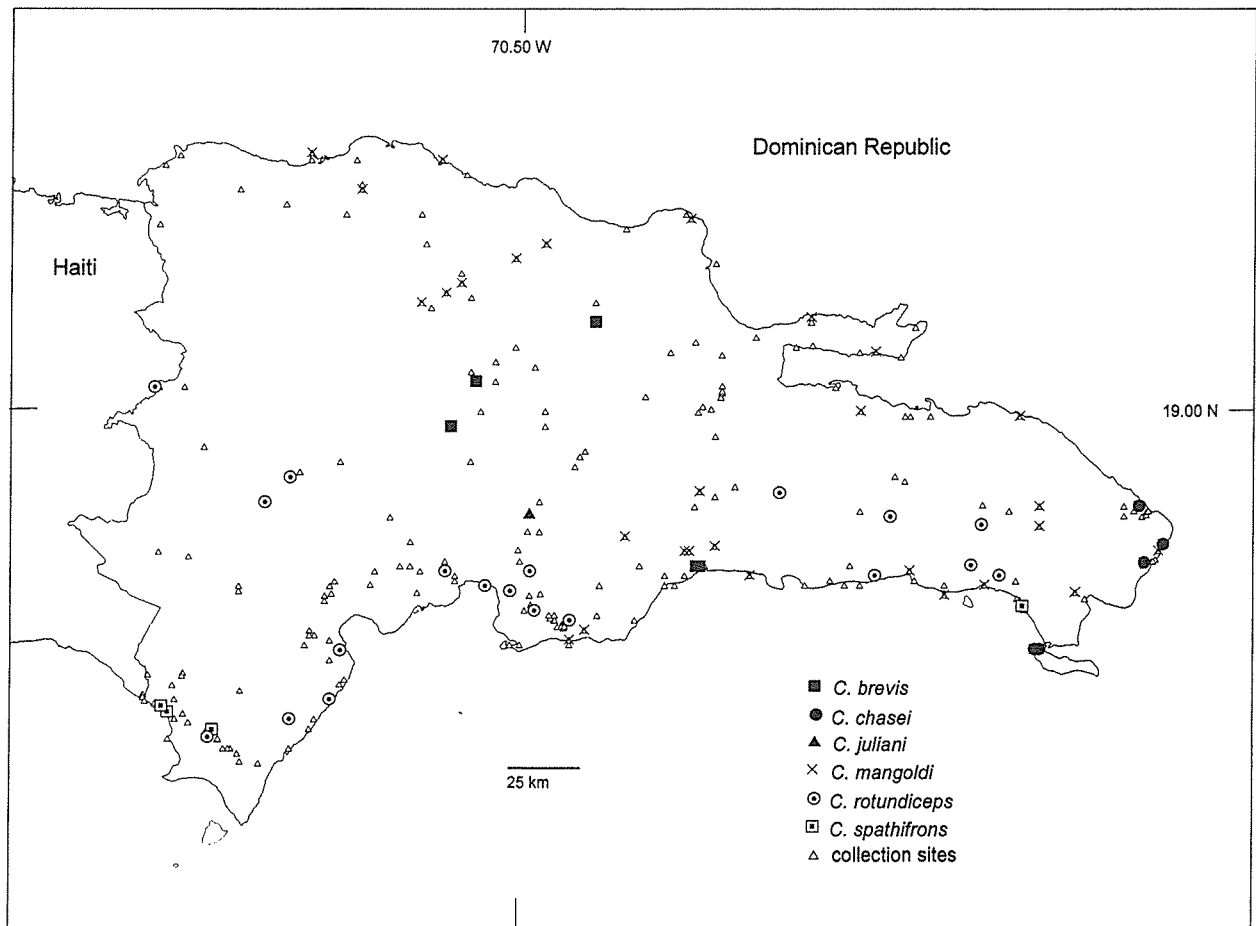 70.50 W
Dominican Republic
Haiti
19.00 N
25 km
C. brevis
C. chasei
C. juliani
C. mangoldi
C. rotundiceps
C. spathifrons
collection sites